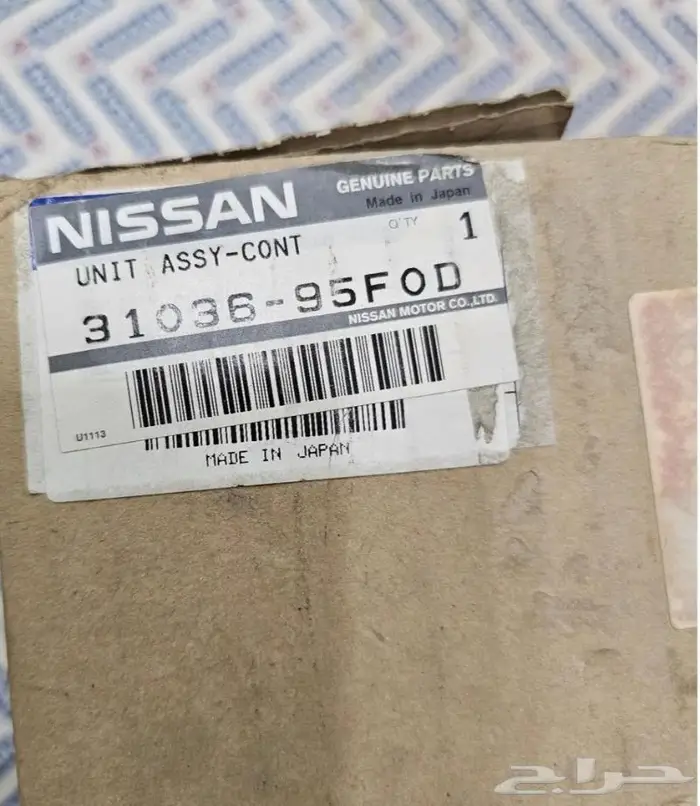 NISSAN
GENUINE PARTS
Made in Japan
UNIT ASSY-CONT
Q'TY 1
31036-95F0D
NISSAN MOTOR CO.,LTD.
U1113
MADE IN JAPAN
حراج